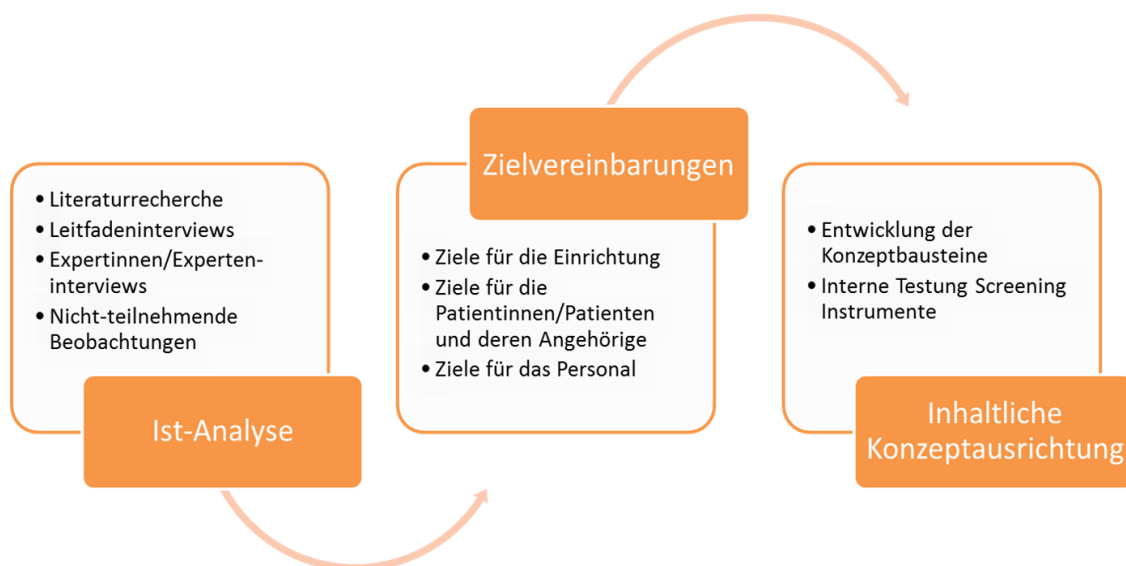 • Literaturrecherche
• Leitfadeninterviews
• Expertinnen/Experten-
interviews
• Nicht-teilnehmende
Beobachtungen
Ist-Analyse
Zielvereinbarungen
• Ziele für die Einrichtung
• Ziele für die
Patientinnen/Patienten
und deren Angehörige
• Ziele für das Personal
• Entwicklung der
Konzeptbausteine
• Interne Testung Screening
Instrumente
Inhaltliche
Konzeptausrichtung